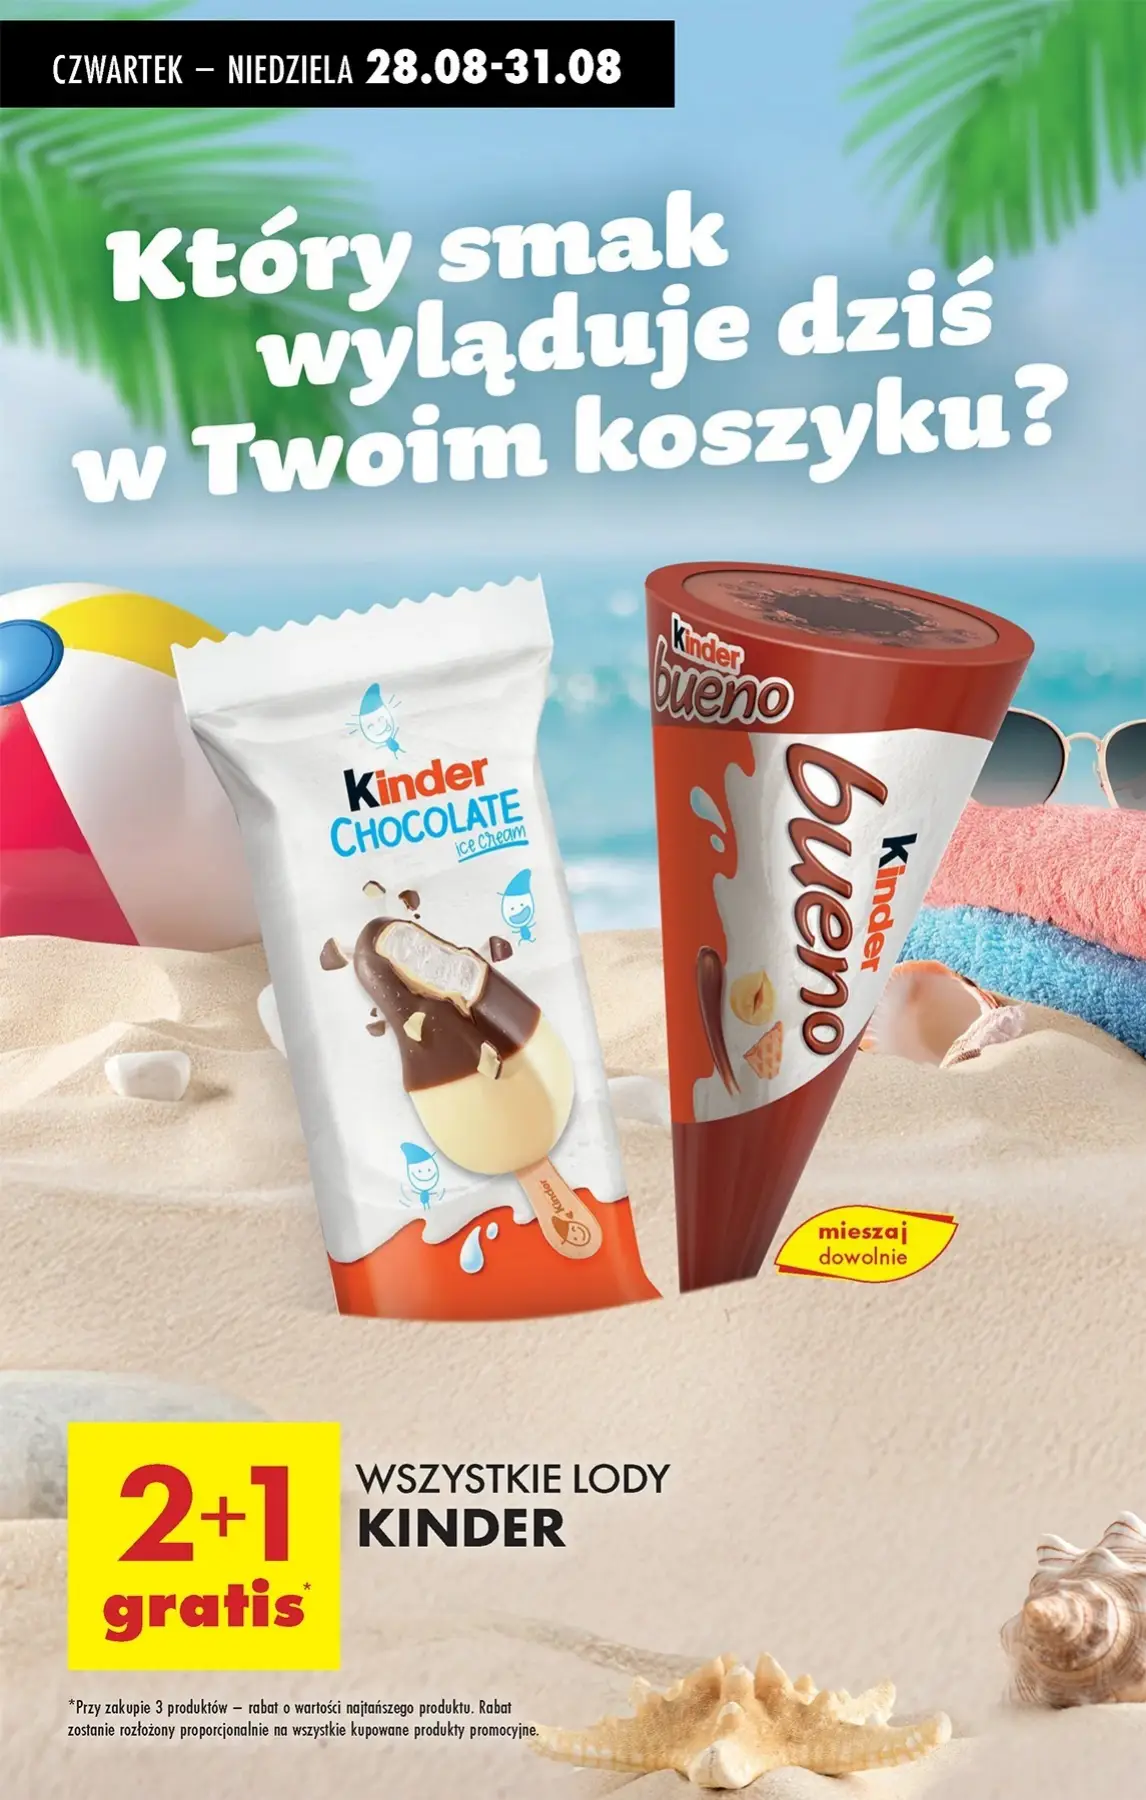 CZWARTEK – NIEDZIELA 28.08-31.08
Który smak
wyląduje dziś
w Twoim koszyku?
Kinder
CHOCOLATE
ice cream
Kinder
Kinder
bueno
bueno
Kinder
mieszaj
dowolnie
2+1
gratis*
WSZYSTKIE LODY
KINDER
*Przy zakupie 3 produktów – rabat o wartości najtańszego produktu. Rabat
zostanie rozłożony proporcjonalnie na wszystkie kupowane produkty promocyjne.